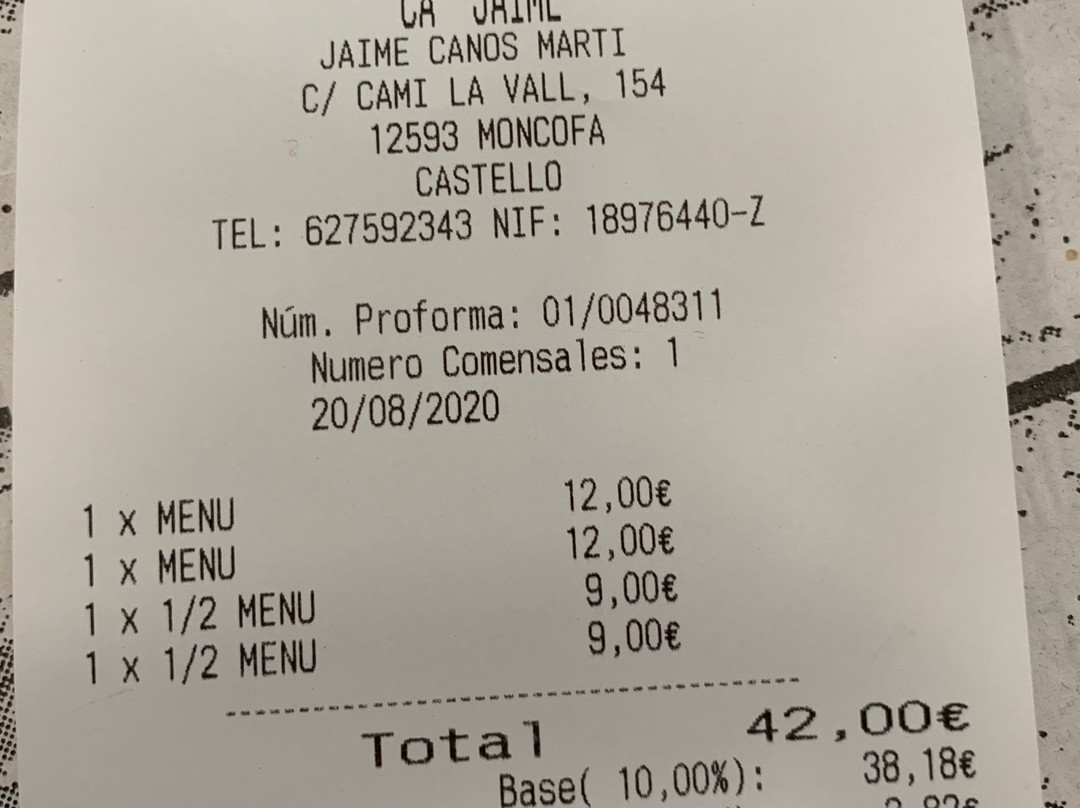 CA JAIME
JAIME CANOS MARTI
C/ CAMI LA VALL, 154
12593 MONCOFA
CASTELLO
TEL: 627592343 NIF: 18976440-Z
Núm. Proforma: 01/0048311
Numero Comensales: 1
20/08/2020
1 x MENU 12,00€
1 x MENU 12,00€
1 x 1/2 MENU 9,00€
1 x 1/2 MENU 9,00€
Total 42,00€
Base( 10,00%): 38,18€